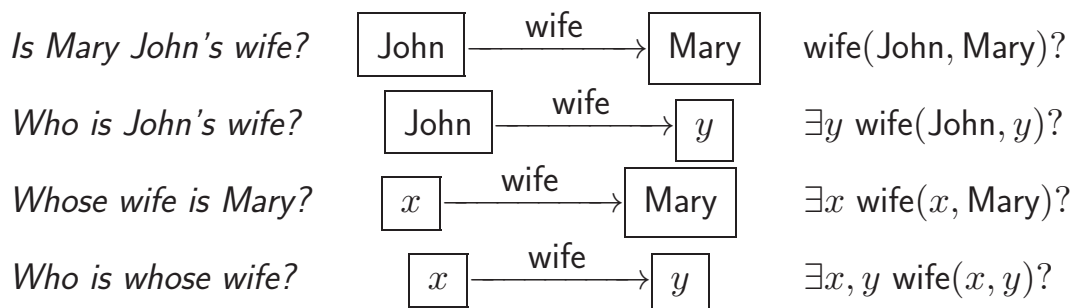 Is Mary John's wife? John wife Mary wife(John, Mary)?
Who is John's wife? John wife y ∃y wife(John, y)?
Whose wife is Mary? x wife Mary ∃x wife(x, Mary)?
Who is whose wife? x wife y ∃x, y wife(x, y)?